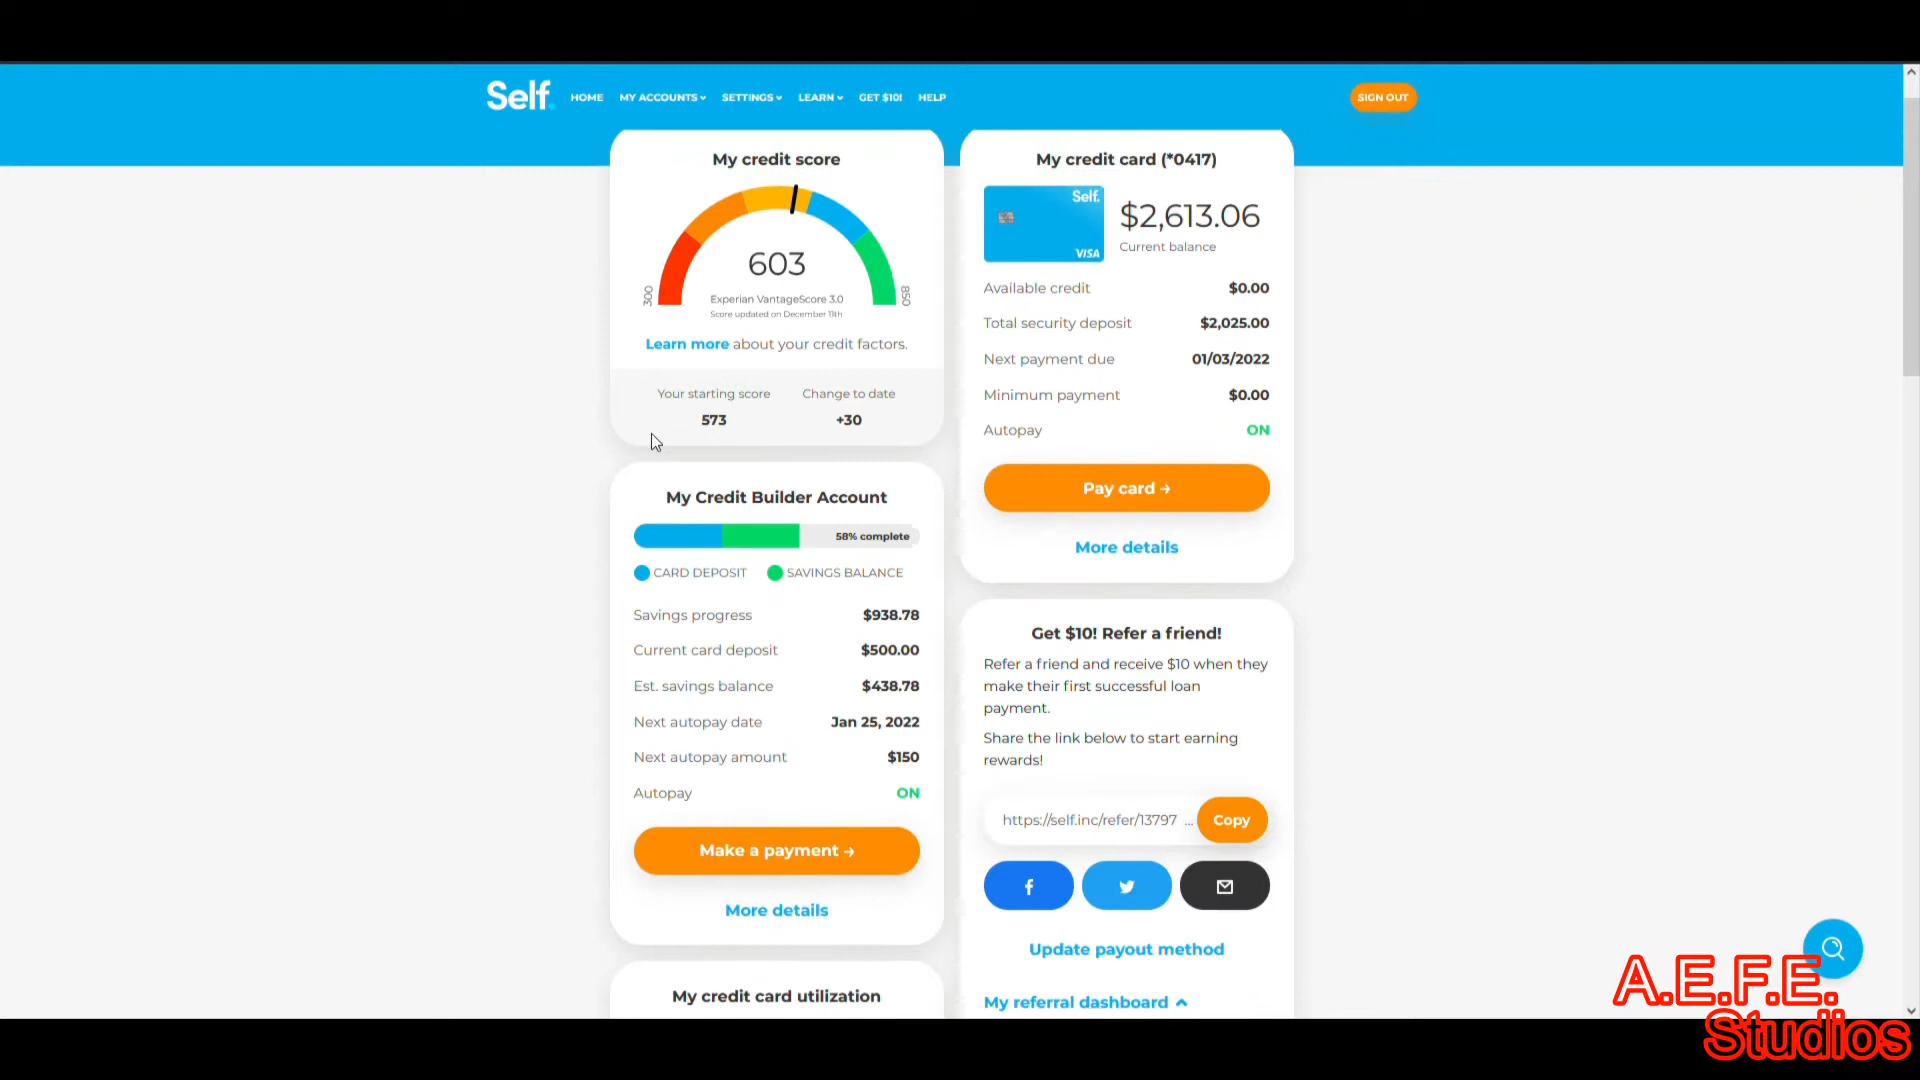 Self.
HOME
MY ACCOUNTS
SETTINGS
LEARN
GET $10!
HELP
SIGN OUT
My credit score
300
850
603
Experian VantageScore 3.0
Score updated on December 11th
Learn more about your credit factors.
Your starting score
573
Change to date
+30
My Credit Builder Account
58% complete
CARD DEPOSIT
SAVINGS BALANCE
Savings progress $938.78
Current card deposit $500.00
Est. savings balance $438.78
Next autopay date Jan 25, 2022
Next autopay amount $150
Autopay ON
Make a payment →
More details
My credit card utilization
My credit card (*0417)
Self.
VISA
$2,613.06
Current balance
Available credit $0.00
Total security deposit $2,025.00
Next payment due 01/03/2022
Minimum payment $0.00
Autopay ON
Pay card →
More details
Get $10! Refer a friend!
Refer a friend and receive $10 when they
make their first successful loan
payment.
Share the link below to start earning
rewards!
https://self.inc/refer/13797 ...
Copy
Update payout method
My referral dashboard
A.E.F.E.
Studios